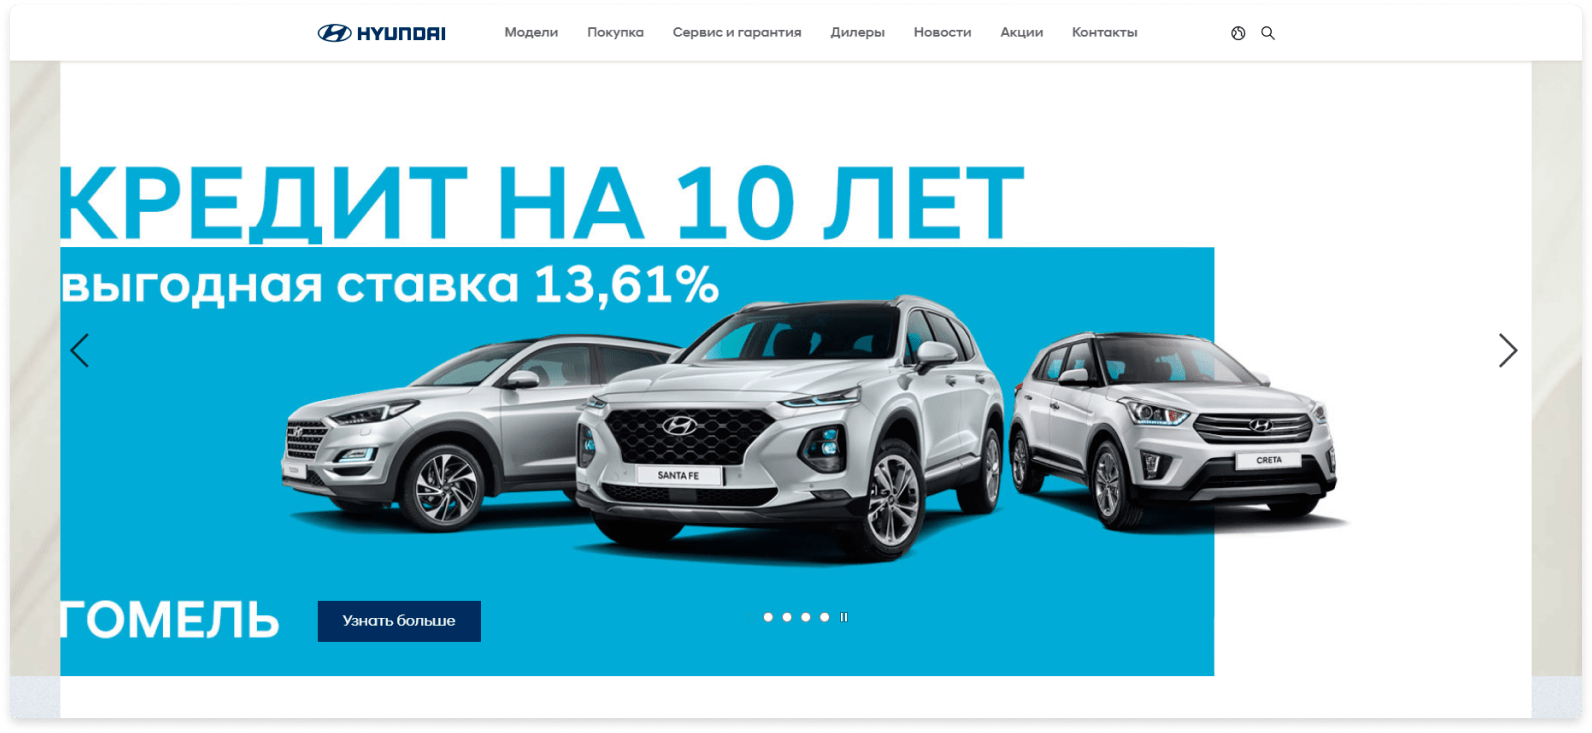 HYUNDAI Модели Покупка Сервис и гарантия Дилеры Новости Акции Контакты
КРЕДИТ НА 10 ЛЕТ
выгодная ставка 13,61%
SANTA FE
CRETA
ГОМЕЛЬ
Узнать больше